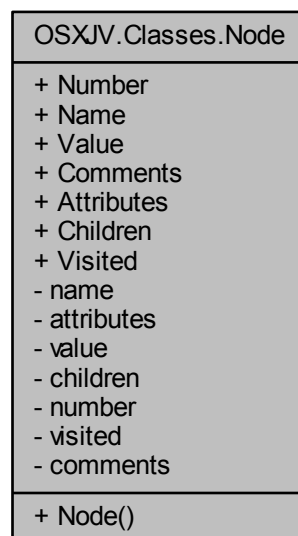 OSXJV.Classes.Node
+ Number
+ Name
+ Value
+ Comments
+ Attributes
+ Children
+ Visited
- name
- attributes
- value
- children
- number
- visited
- comments
+ Node()